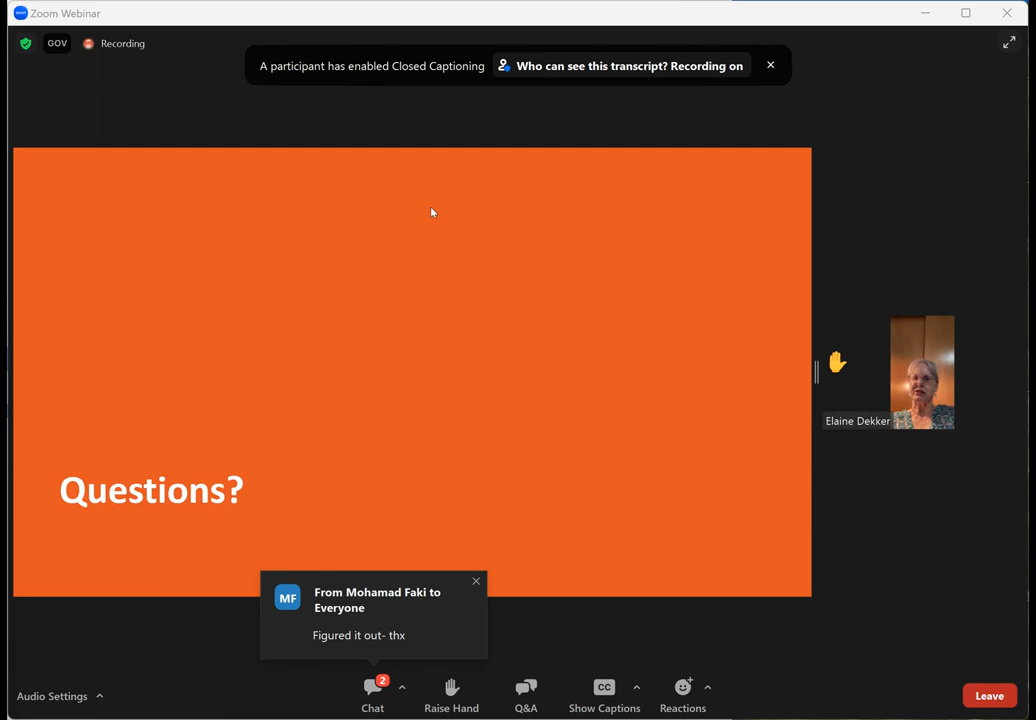 Zoom Webinar
GOV
Recording
A participant has enabled Closed Captioning
Who can see this transcript? Recording on
Elaine Dekker
Questions?
MF
From Mohamad Faki to
Everyone
Figured it out- thx
Audio Settings
2
Chat
Raise Hand
Q&A
CC
Show Captions
Reactions
Leave